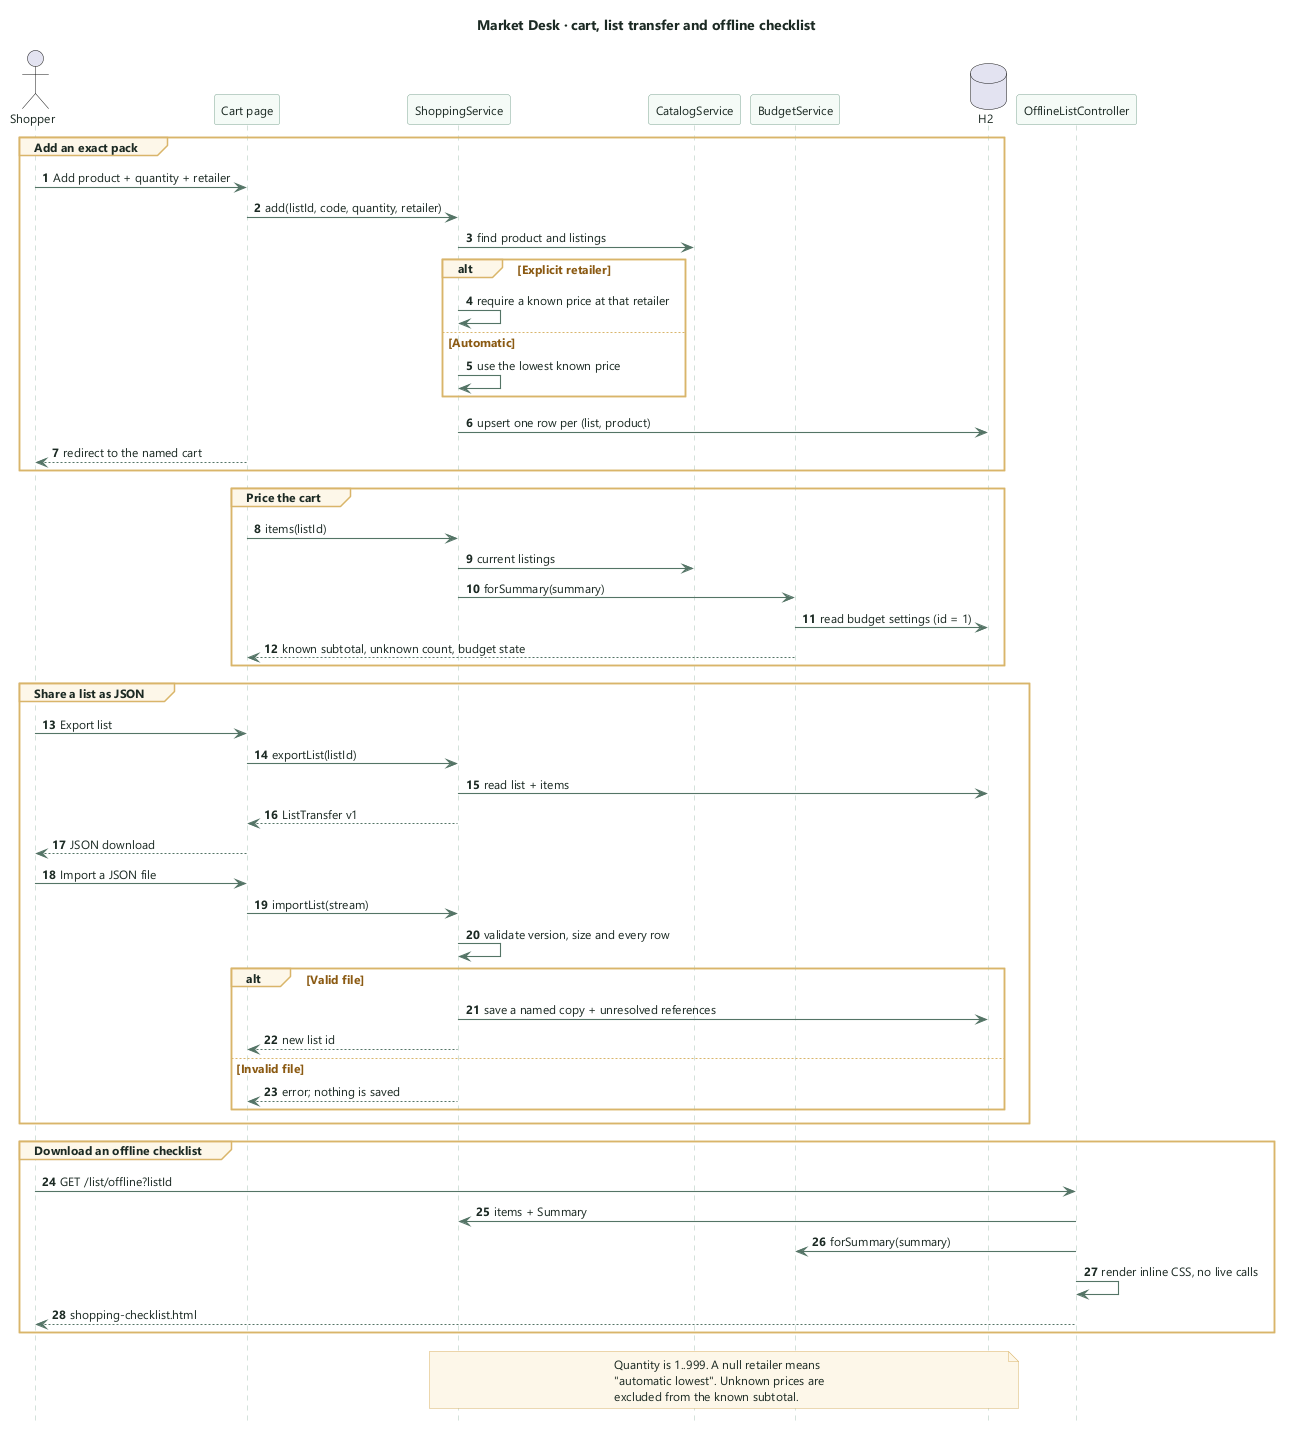 Market Desk · cart, list transfer and offline checklist
Shopper
Cart page
ShoppingService
CatalogService
BudgetService
H2
OfflineListController
Add an exact pack
1 Add product + quantity + retailer
2 add(listId, code, quantity, retailer)
3 find product and listings
alt [Explicit retailer]
4 require a known price at that retailer
[Automatic]
5 use the lowest known price
6 upsert one row per (list, product)
7 redirect to the named cart
Price the cart
8 items(listId)
9 current listings
10 forSummary(summary)
11 read budget settings (id = 1)
12 known subtotal, unknown count, budget state
Share a list as JSON
13 Export list
14 exportList(listId)
15 read list + items
16 ListTransfer v1
17 JSON download
18 Import a JSON file
19 importList(stream)
20 validate version, size and every row
alt [Valid file]
21 save a named copy + unresolved references
22 new list id
[Invalid file]
23 error; nothing is saved
Download an offline checklist
24 GET /list/offline?listId
25 items + Summary
26 forSummary(summary)
27 render inline CSS, no live calls
28 shopping-checklist.html
Quantity is 1..999. A null retailer means
"automatic lowest". Unknown prices are
excluded from the known subtotal.